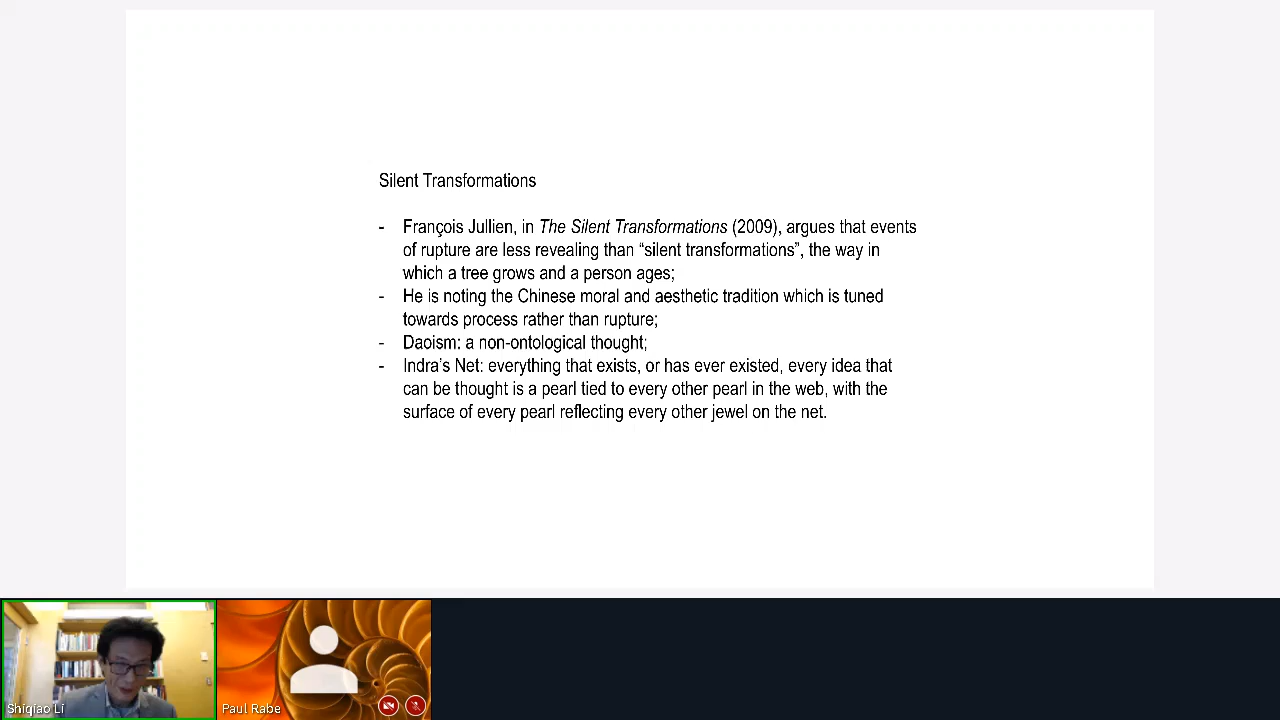 Silent Transformations
- François Jullien, in The Silent Transformations (2009), argues that events
of rupture are less revealing than “silent transformations”, the way in
which a tree grows and a person ages;
- He is noting the Chinese moral and aesthetic tradition which is tuned
towards process rather than rupture;
- Daoism: a non-ontological thought;
- Indra’s Net: everything that exists, or has ever existed, every idea that
can be thought is a pearl tied to every other pearl in the web, with the
surface of every pearl reflecting every other jewel on the net.
Shiqiao Li
Paul Rabe